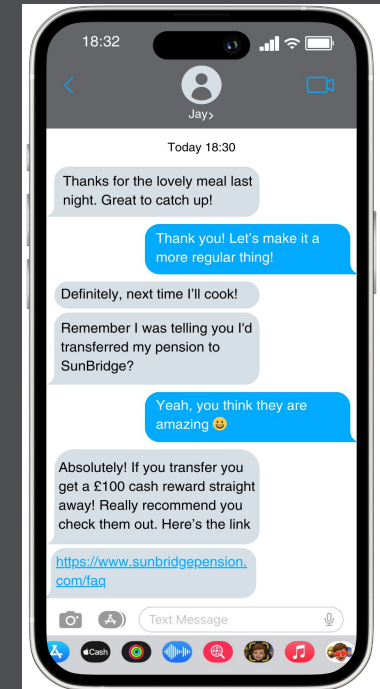 18:32
Jay>
Today 18:30
Thanks for the lovely meal last
night. Great to catch up!
Thank you! Let's make it a
more regular thing!
Definitely, next time I'll cook!
Remember I was telling you I'd
transferred my pension to
SunBridge?
Yeah, you think they are
amazing 😀
Absolutely! If you transfer you
get a £100 cash reward straight
away! Really recommend you
check them out. Here's the link
https://www.sunbridgepension.
com/faq
Text Message
Cash